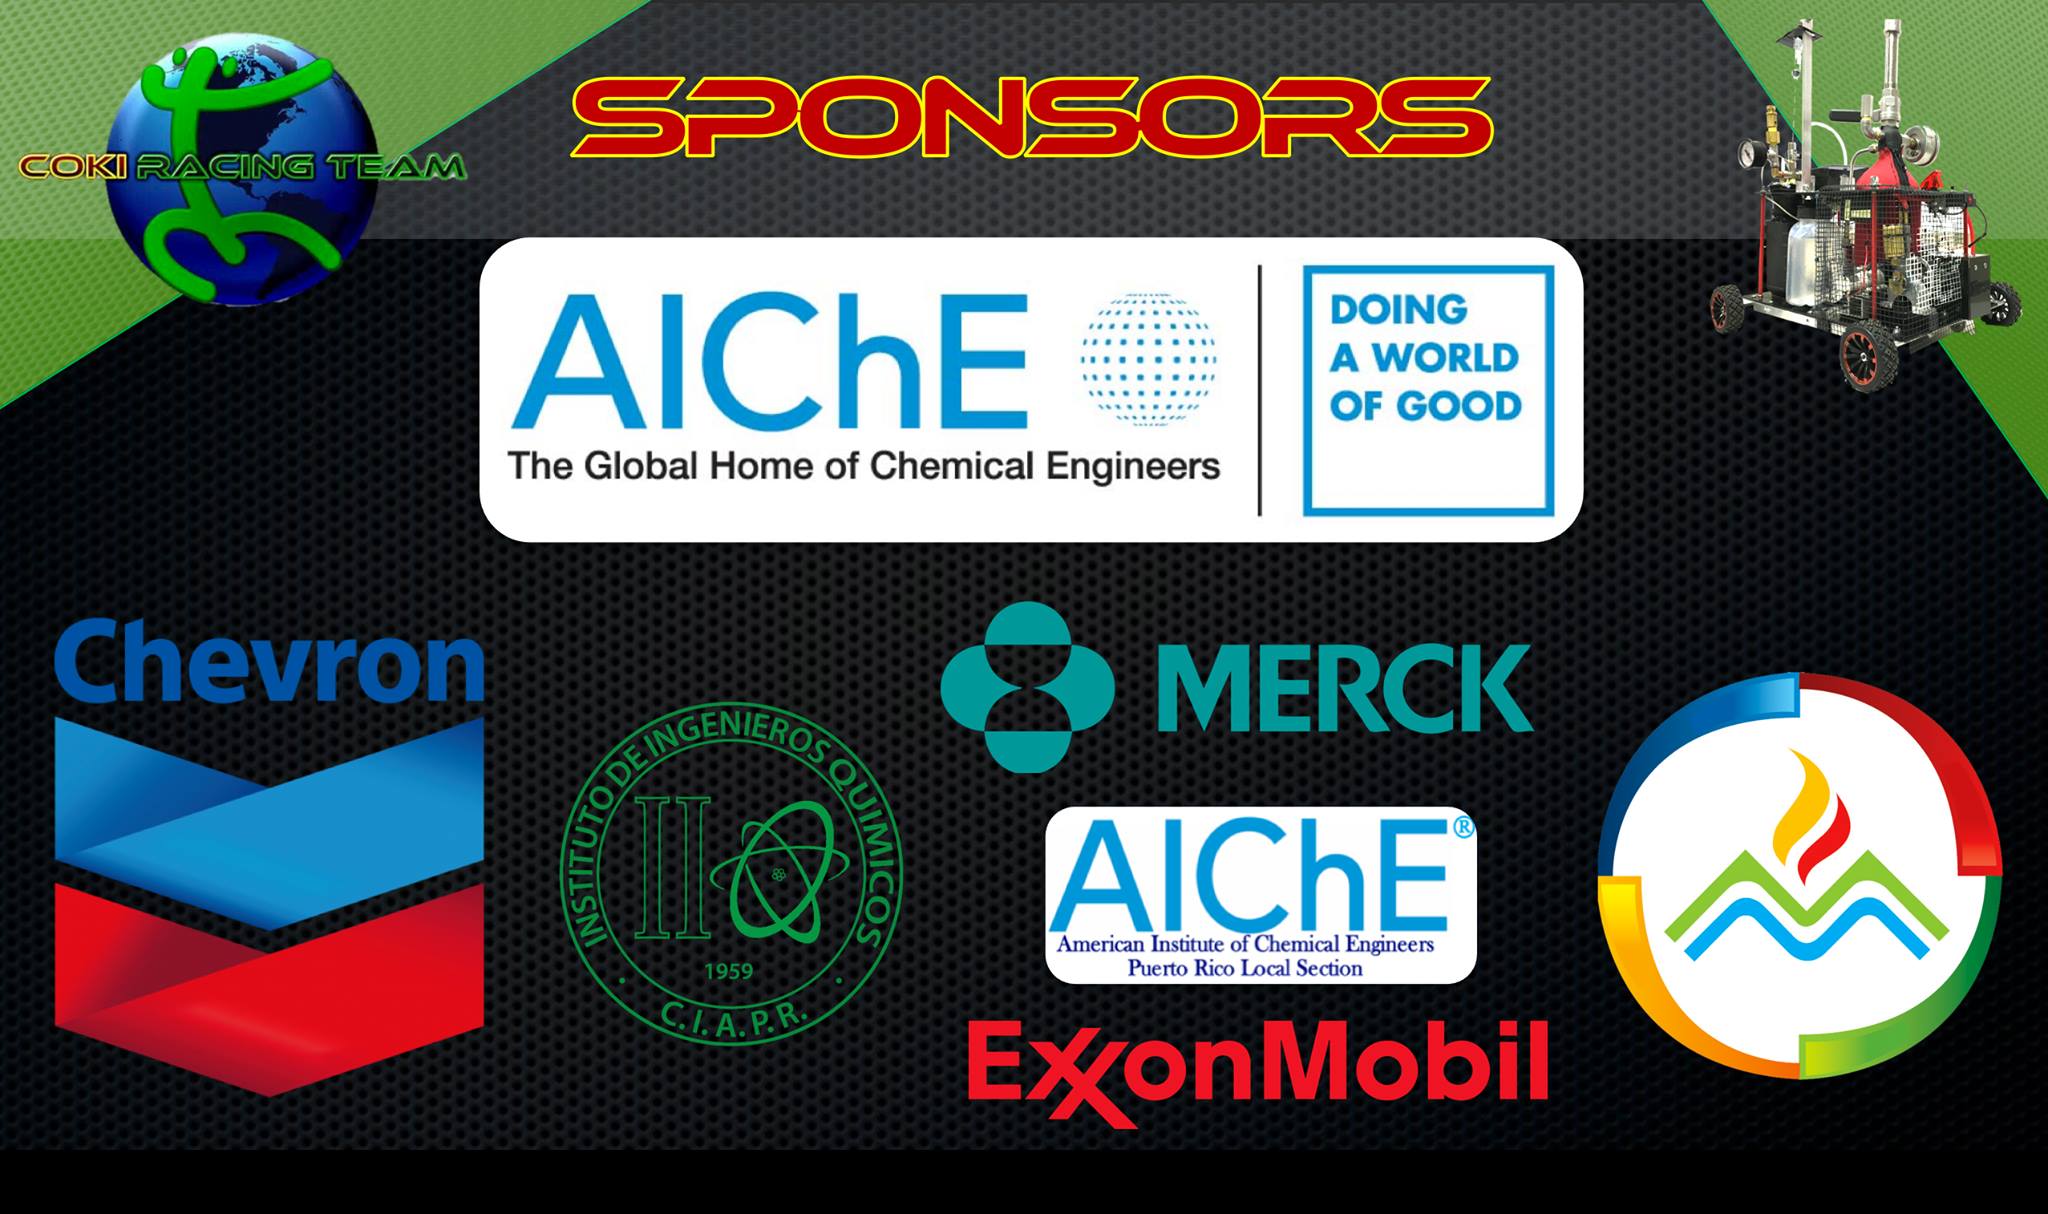 COKI RACING TEAM
SPONSORS
AIChE
The Global Home of Chemical Engineers
DOING
A WORLD
OF GOOD
Chevron
INSTITUTO DE INGENIEROS QUIMICOS
II
1959
C.I.A.P.R.
MERCK
AIChE®
American Institute of Chemical Engineers
Puerto Rico Local Section
ExxonMobil